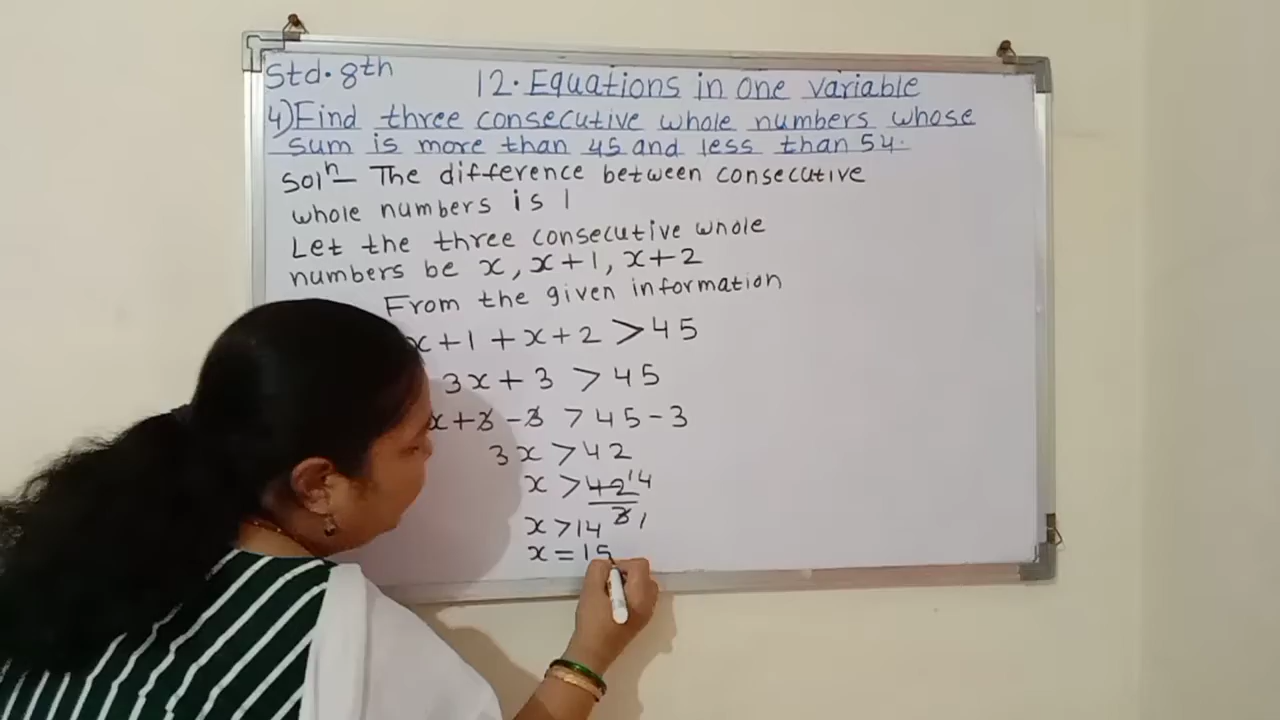 Std. 8th
12. Equations in one variable
4) Find three consecutive whole numbers whose
sum is more than 45 and less than 54.
Solⁿ– The difference between consecutive
whole numbers is 1
Let the three consecutive whole
numbers be x, x+1, x+2
From the given information
x+1+x+2 > 45
3x+3 > 45
x+3-3 > 45-3
3x > 42
x > 42/3 14 1
x > 14
x = 15